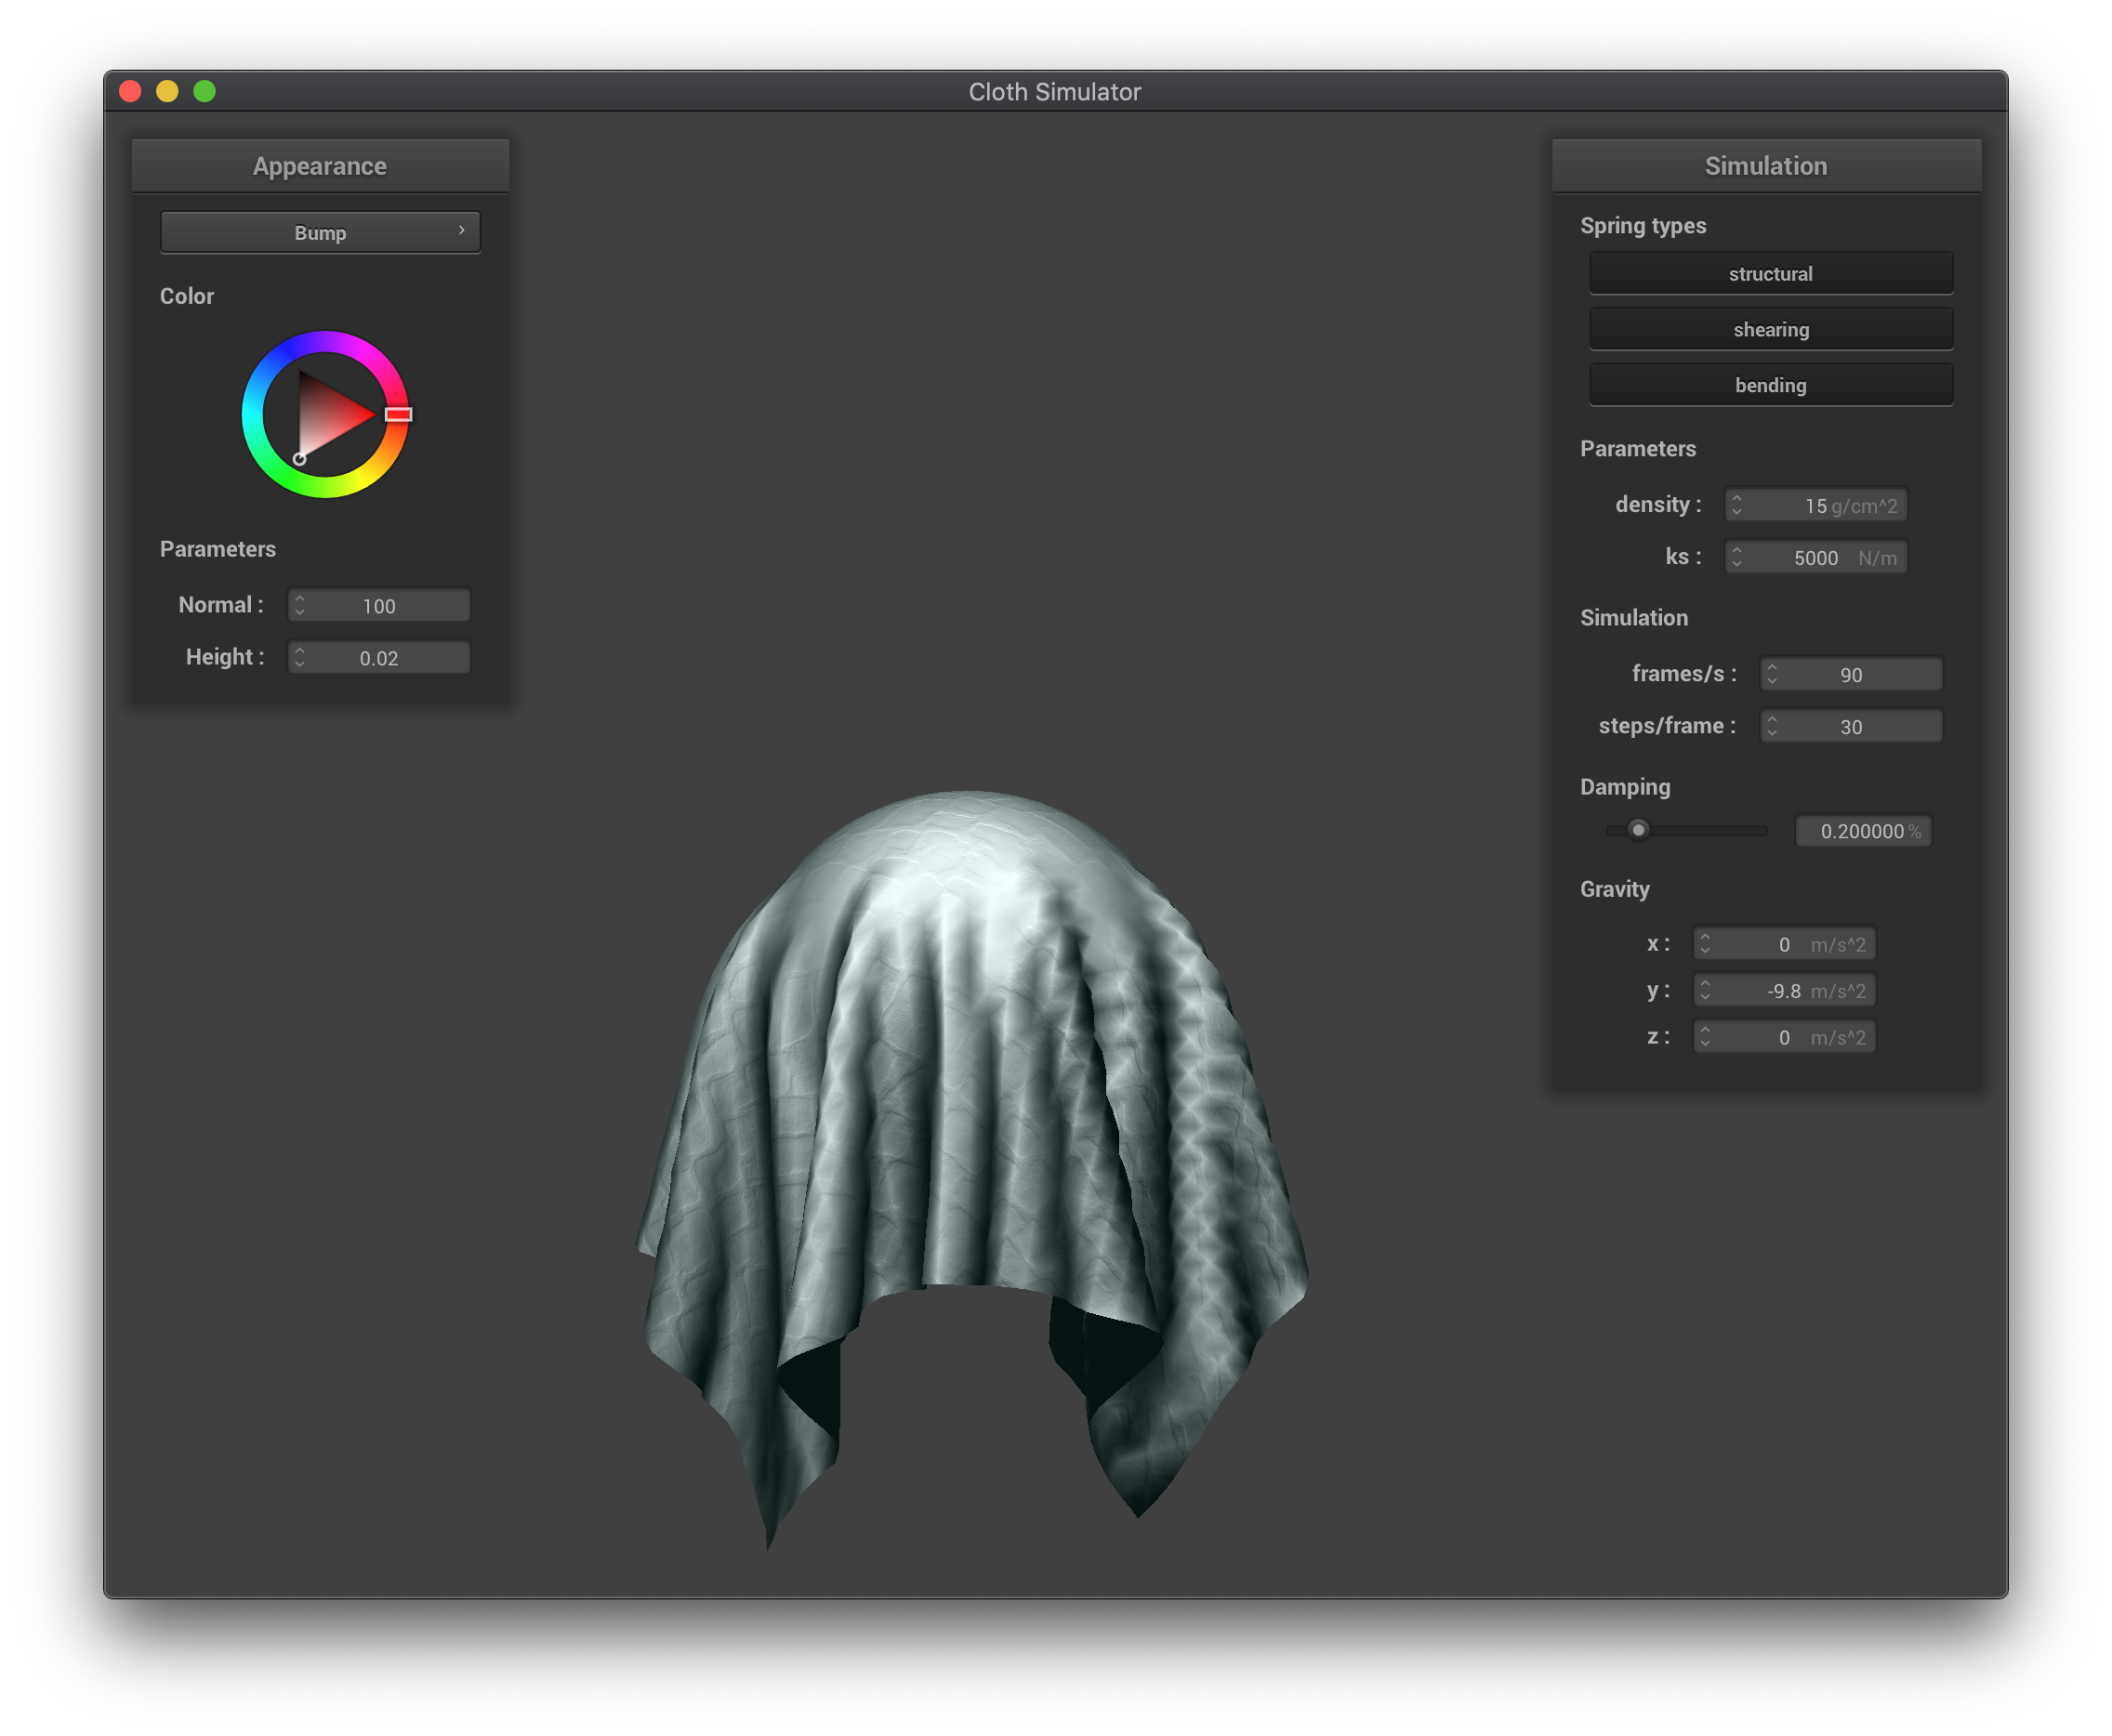 Cloth Simulator
Appearance
Bump
Color
Parameters
Normal : 100
Height : 0.02
Simulation
Spring types
structural
shearing
bending
Parameters
density : 15 g/cm^2
ks : 5000 N/m
Simulation
frames/s : 90
steps/frame : 30
Damping
0.200000 %
Gravity
x : 0 m/s^2
y : -9.8 m/s^2
z : 0 m/s^2